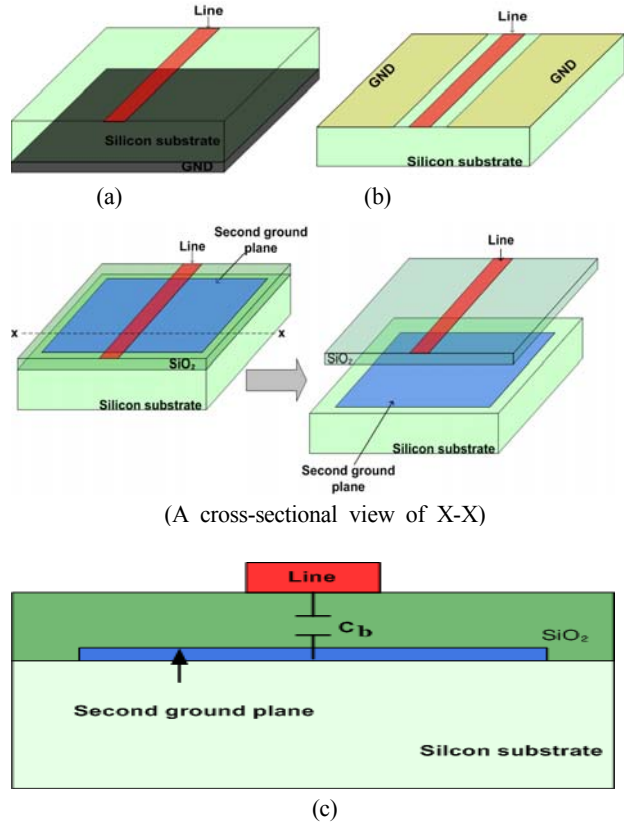 Line
Silicon substrate
GND
(a)
Line
GND
GND
Silicon substrate
(b)
Second ground
plane
Line
x
x
SiO₂
Silicon substrate
Line
SiO₂
Silicon substrate
Second ground
plane
(A cross-sectional view of X-X)
Line
Cb
SiO₂
Second ground plane
Silcon substrate
(c)